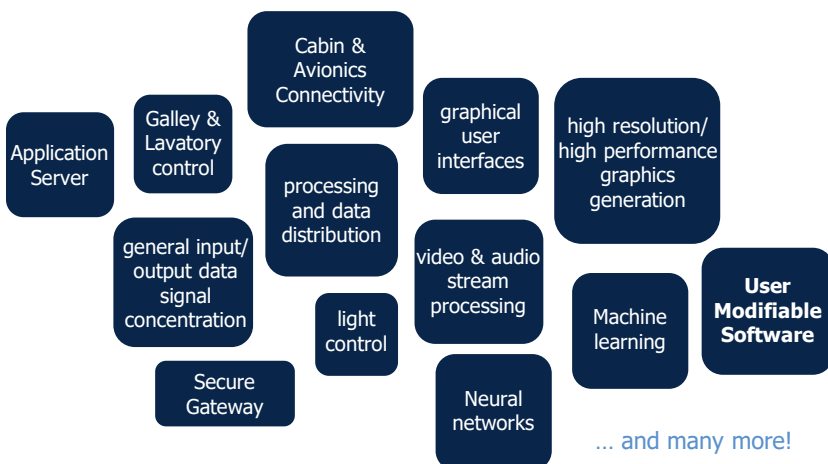 Cabin &
Avionics
Connectivity
Application
Server
Galley &
Lavatory
control
graphical
user
interfaces
high resolution/
high performance
graphics
generation
processing
and data
distribution
general input/
output data
signal
concentration
video & audio
stream
processing
light
control
Machine
learning
User
Modifiable
Software
Secure
Gateway
Neural
networks
... and many more!